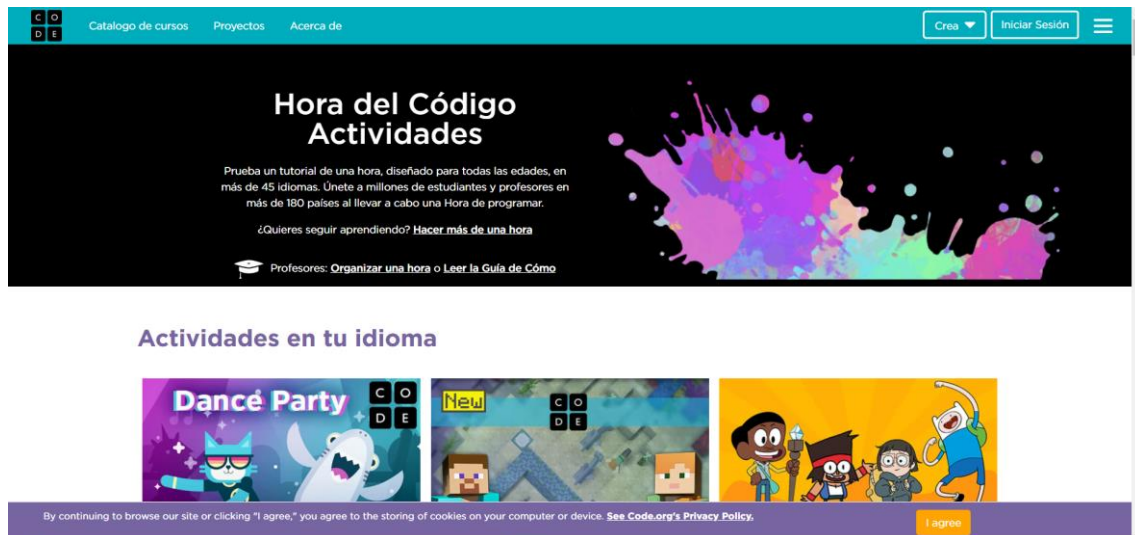 C O
D E
Catalogo de cursos
Proyectos
Acerca de
Crea
Iniciar Sesión
Hora del Código
Actividades
Prueba un tutorial de una hora, diseñado para todas las edades, en
más de 45 idiomas. Únete a millones de estudiantes y profesores en
más de 180 países al llevar a cabo una Hora de programar.
¿Quieres seguir aprendiendo? Hacer más de una hora
Profesores: Organizar una hora o Leer la Guía de Cómo
Actividades en tu idioma
Dance Party
C O
D E
New
C O
D E
By continuing to browse our site or clicking "I agree," you agree to the storing of cookies on your computer or device. See Code.org's Privacy Policy.
I agree